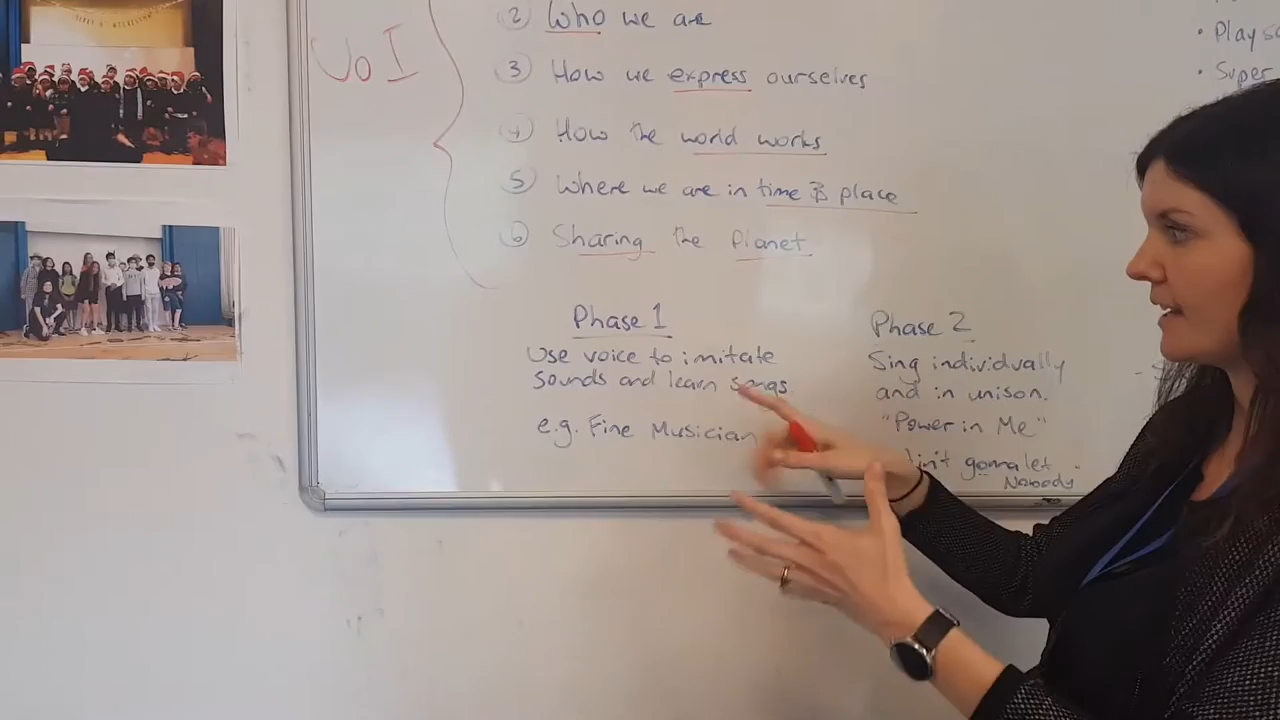 UOI
② Who we are
③ How we express ourselves
④ How the world works
⑤ Where we are in time & place
⑥ Sharing the Planet
Phase 1
Use voice to imitate
sounds and learn songs
e.g. Fine Musician
Phase 2
Sing individually
and in unison.
"Power in Me"
Ain't gonna let
Nobody"
• Play
• Super